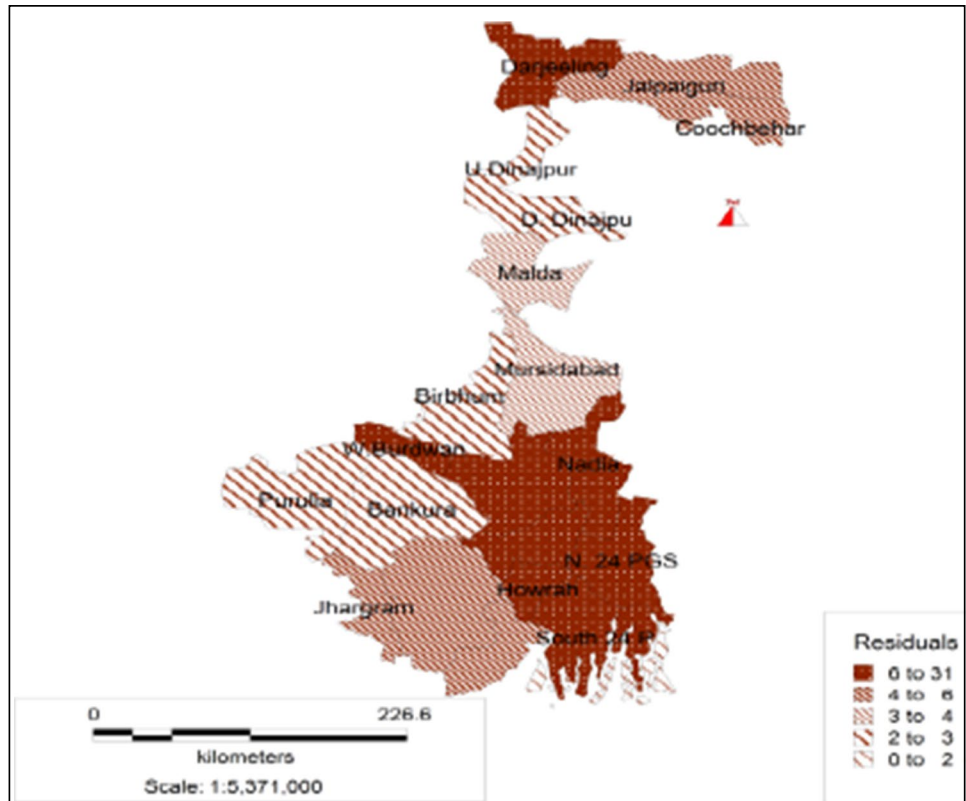 Darjeeling
Jalpaiguri
Coochbehar
U.Dinajpur
D. Dinajpu
Malda
Mursidabad
Birbhum
W.Burdwan
Nadia
Purulia
Bankura
N. 24 PGS
Howrah
Jhargram
South 24 P
Residuals
6 to 31
4 to 6
3 to 4
2 to 3
0 to 2
0 226.6
kilometers
Scale: 1:5,371,000